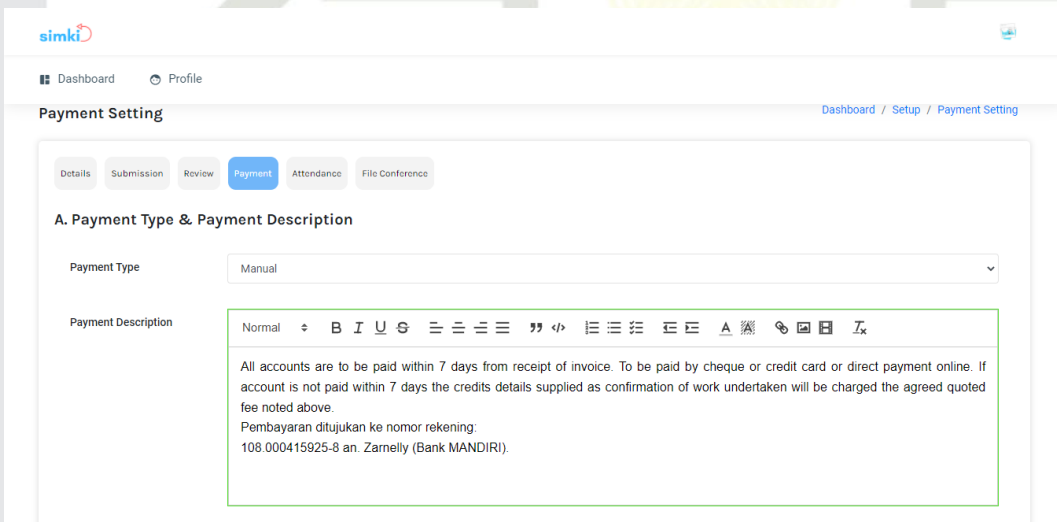 simki
Dashboard Profile
Payment Setting
Dashboard / Setup / Payment Setting
Details Submission Review Payment Attendance File Conference
A. Payment Type & Payment Description
Payment Type
Manual
Payment Description
Normal
All accounts are to be paid within 7 days from receipt of invoice. To be paid by cheque or credit card or direct payment online. If
account is not paid within 7 days the credits details supplied as confirmation of work undertaken will be charged the agreed quoted
fee noted above.
Pembayaran ditujukan ke nomor rekening:
108.000415925-8 an. Zarnelly (Bank MANDIRI).